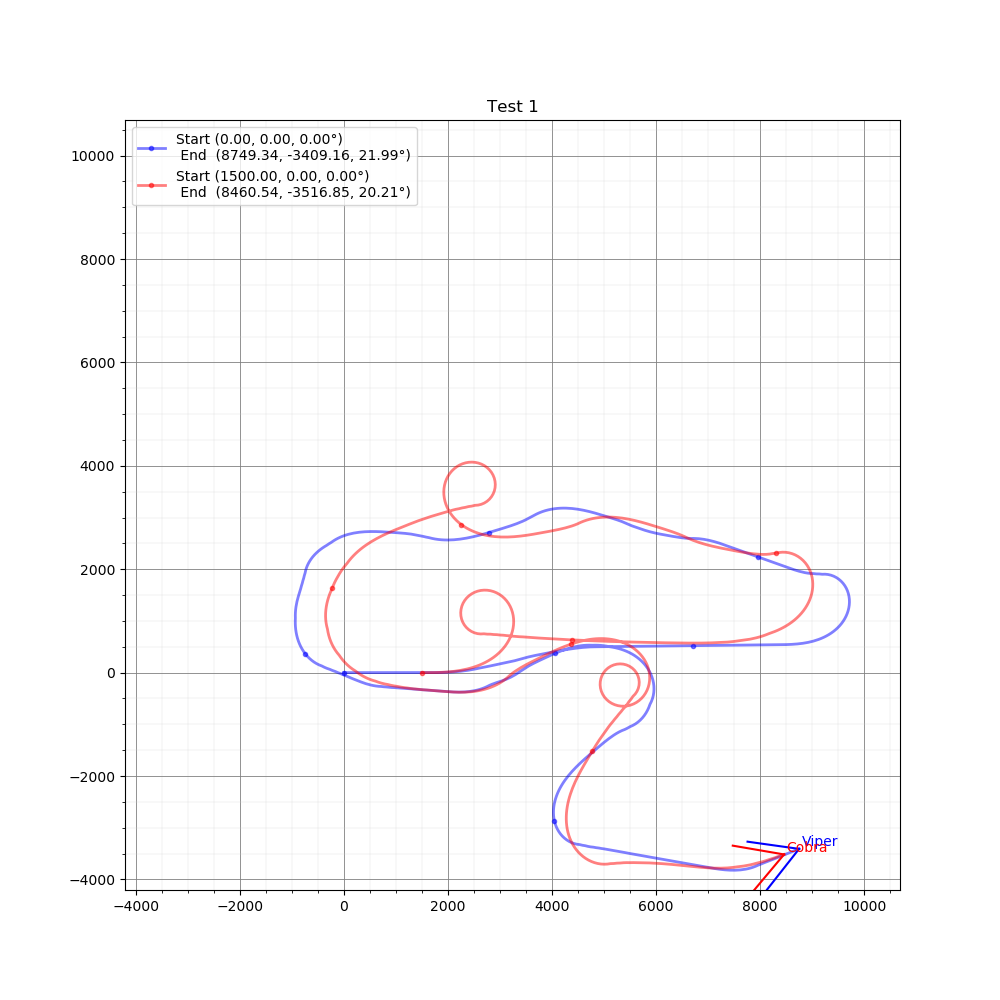 Test 1
Start (0.00, 0.00, 0.00°)
End  (8749.34, -3409.16, 21.99°)
Start (1500.00, 0.00, 0.00°)
End  (8460.54, -3516.85, 20.21°)
10000
8000
6000
4000
2000
0
−2000
−4000
Viper
Cobra
−4000 −2000 0 2000 4000 6000 8000 10000